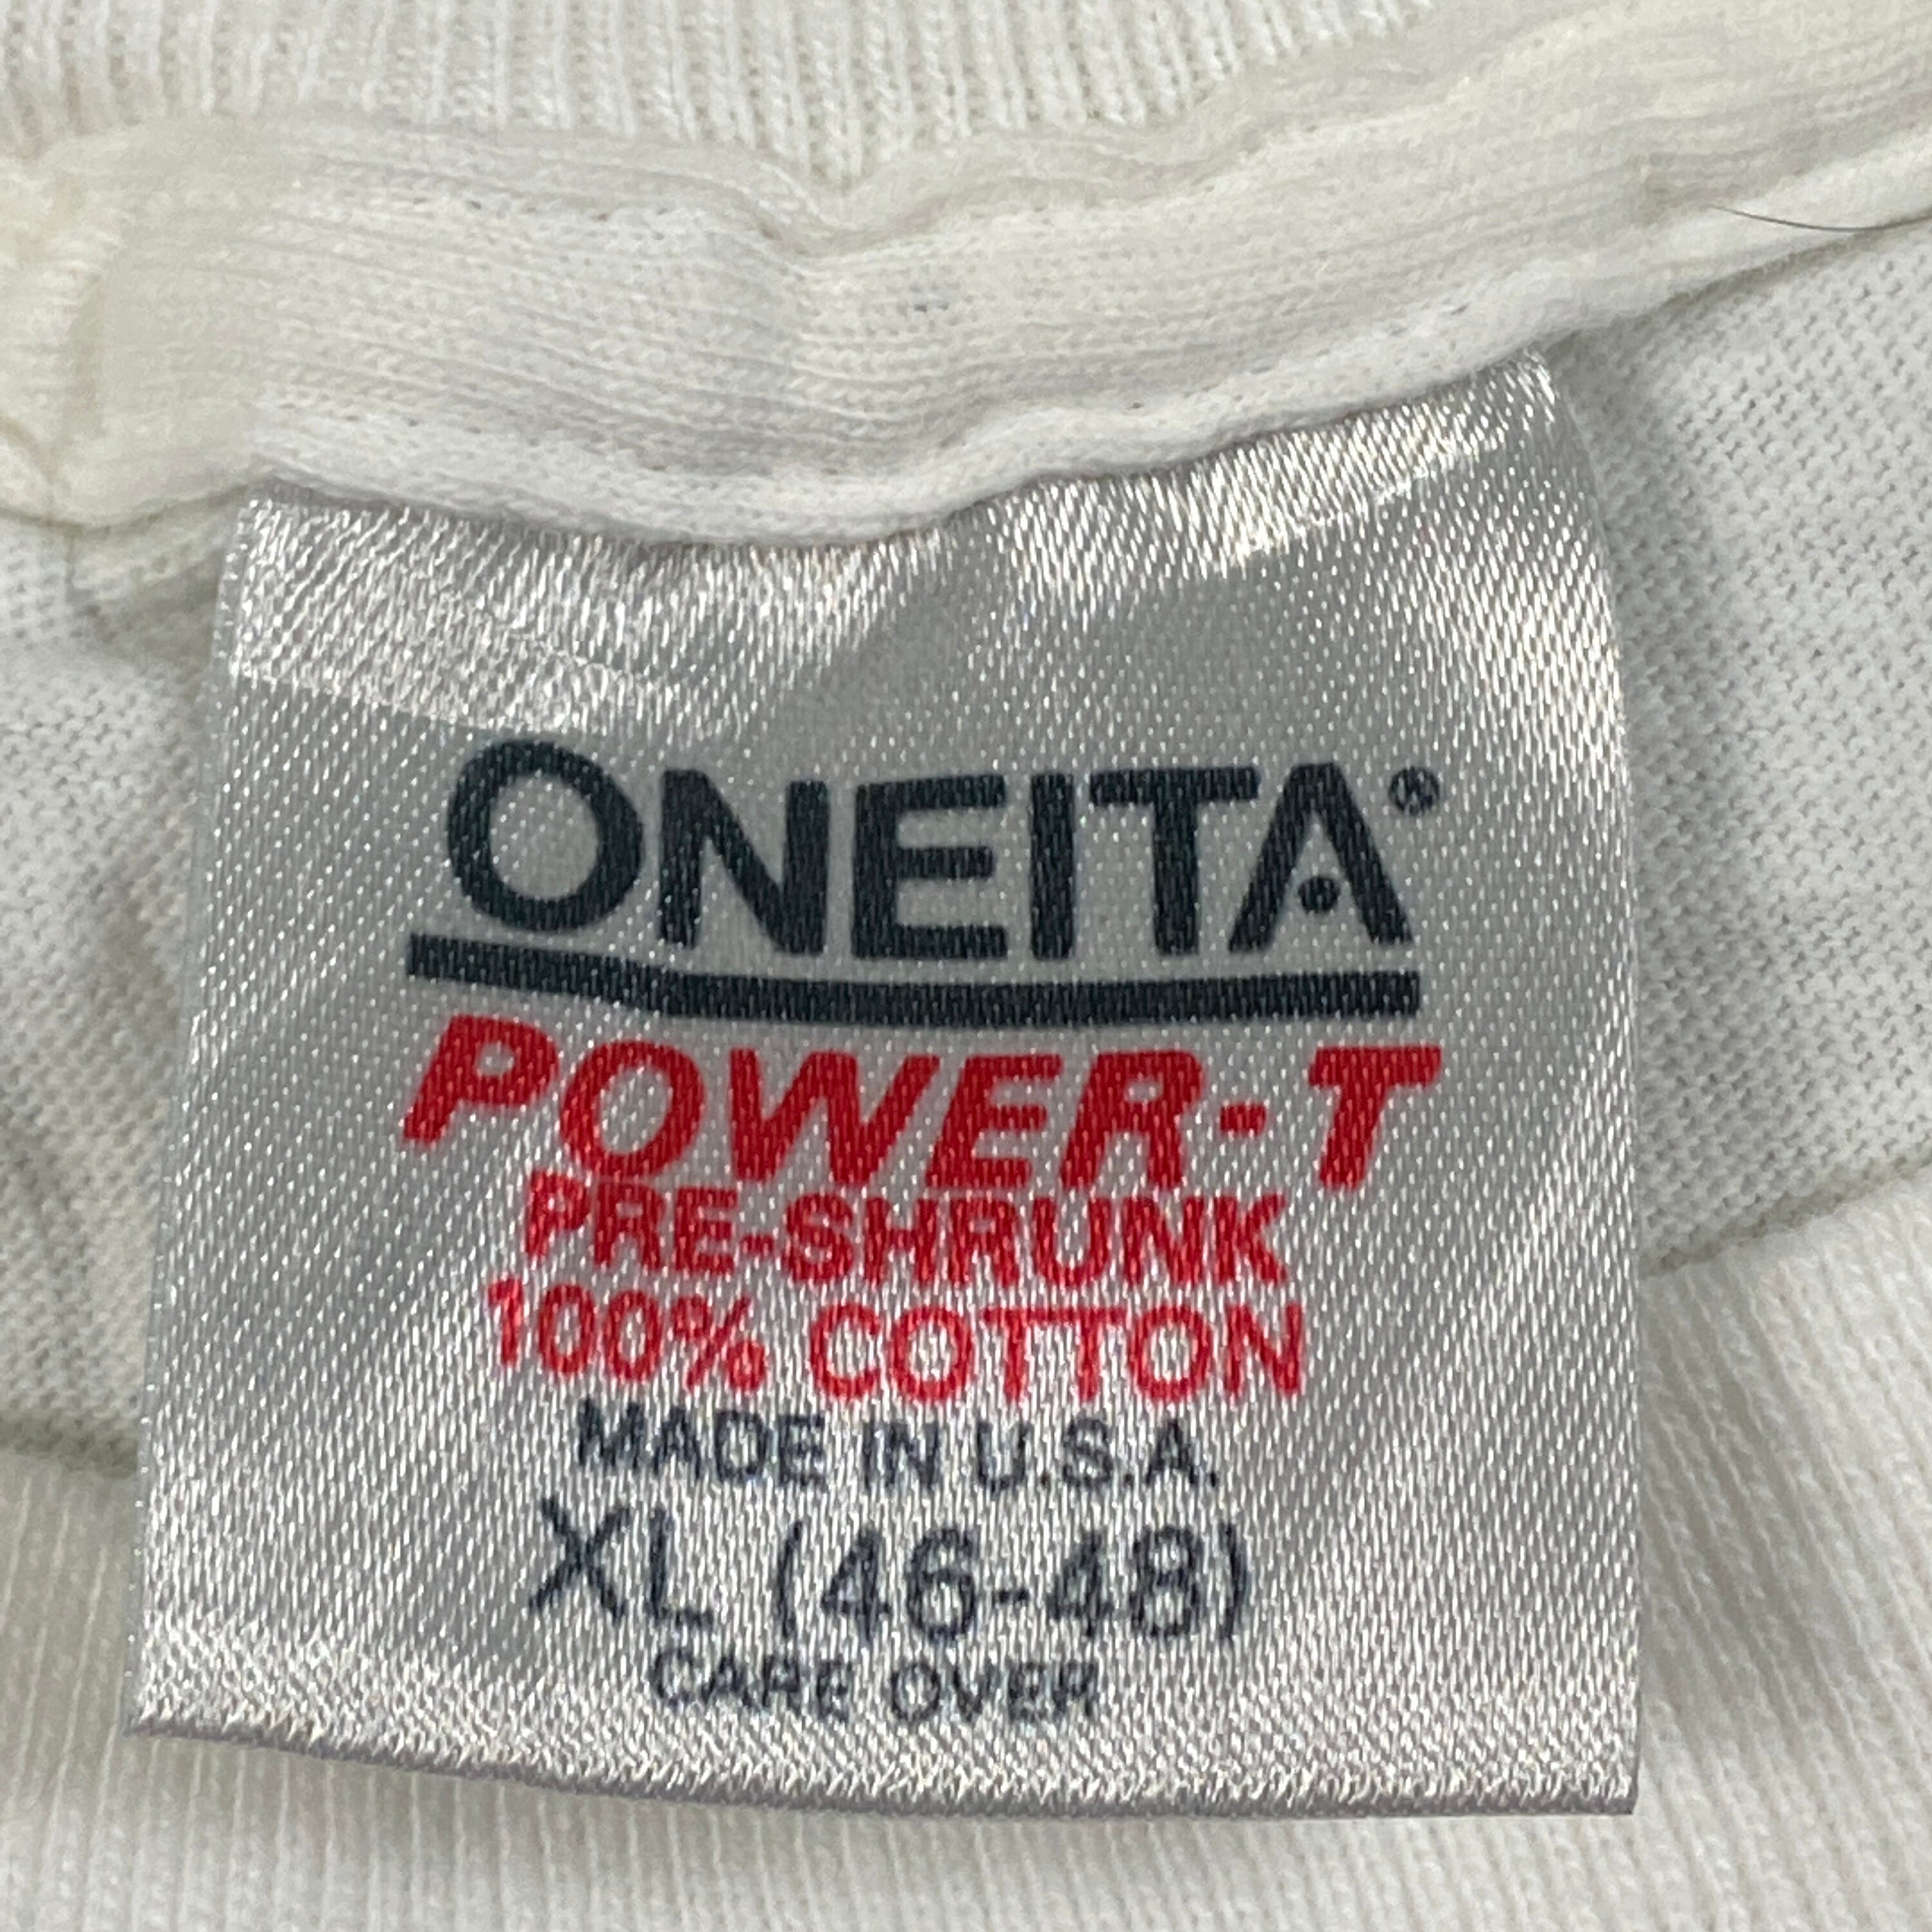 ONEITA®
POWER-T
PRE-SHRUNK
100% COTTON
MADE IN U.S.A.
XL (46-48)
CARE OVER